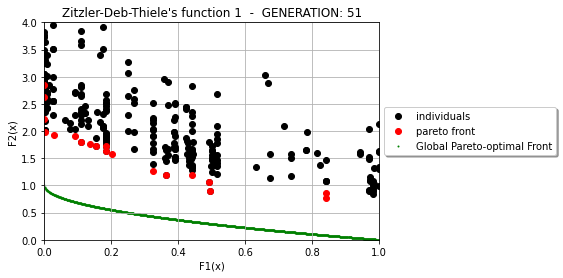 Zitzler-Deb-Thiele's function 1 - GENERATION: 51
4.0
3.5
3.0
2.5
2.0
1.5
1.0
0.5
0.0
F2(x)
0.0 0.2 0.4 0.6 0.8 1.0
F1(x)
individuals
pareto front
Global Pareto-optimal Front